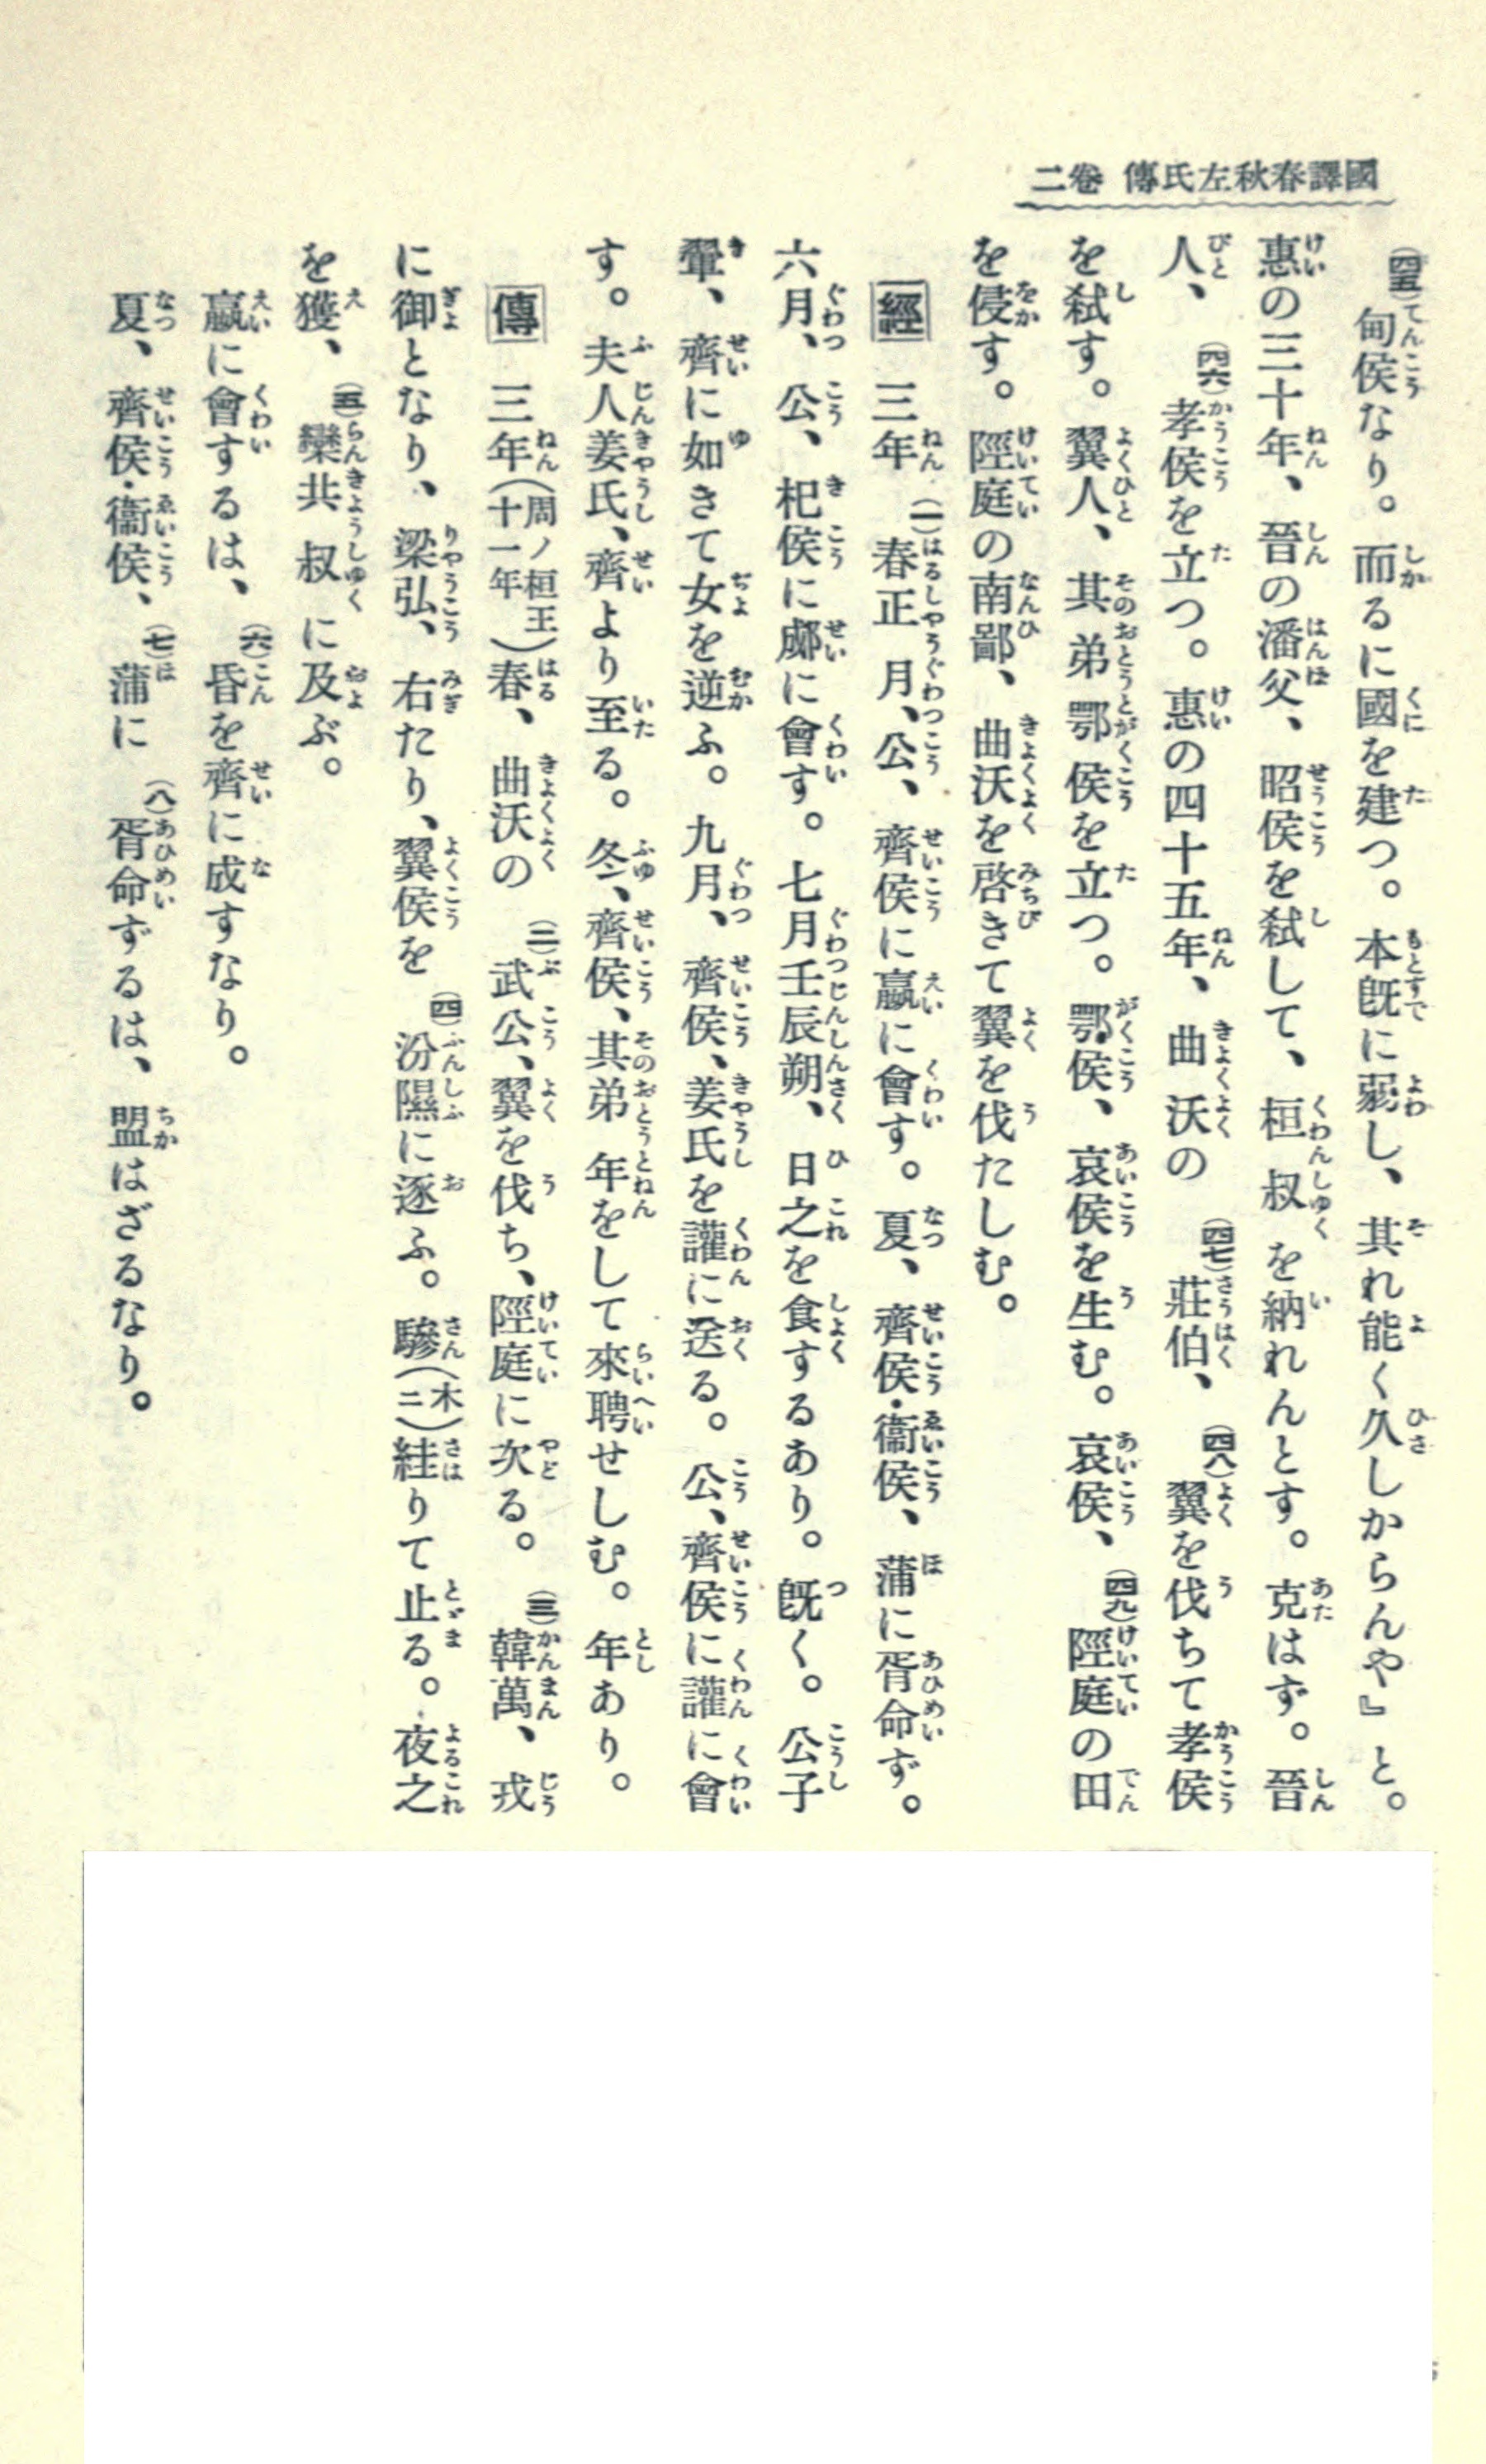 國譯春秋左氏傳　卷二
（四五）甸侯なり。而るに國を建つ。本既に弱し、其れ能く久しからんや』と。
惠の三十年、晉の潘父、昭侯を弑して、桓叔を納れんとす。克はず。晉
人、（四六）孝侯を立つ。惠の四十五年、曲沃の（四七）莊伯、（四八）翼を伐ちて孝侯
を弑す。翼人、其弟鄂侯を立つ。鄂侯、哀侯を生む。哀侯、（四九）陘庭の田
を侵す。陘庭の南鄙、曲沃を啓きて翼を伐たしむ。
經　三年（一）春正月、公、齊侯に嬴に會す。夏、齊侯・衞侯、蒲に胥命ず。
六月、公、杞侯に郕に會す。七月壬辰朔、日之を食するあり。既く。公子
翬、齊に如きて女を逆ふ。九月、齊侯、姜氏を讙に送る。公、齊侯に讙に會
す。夫人姜氏、齊より至る。冬、齊侯、其弟年をして來聘せしむ。年あり。
傳　三年（周ノ桓王十一年）春、曲沃の（二）武公、翼を伐ち、陘庭に次る。（三）韓萬、戎
に御となり、梁弘、右たり、翼侯を（四）汾隰に逐ふ。驂（木ニ）絓りて止る。夜之
を獲、（五）欒共叔に及ぶ。
嬴に會するは、（六）昏を齊に成すなり。
夏、齊侯・衞侯、（七）蒲に（八）胥命ずるは、盟はざるなり。